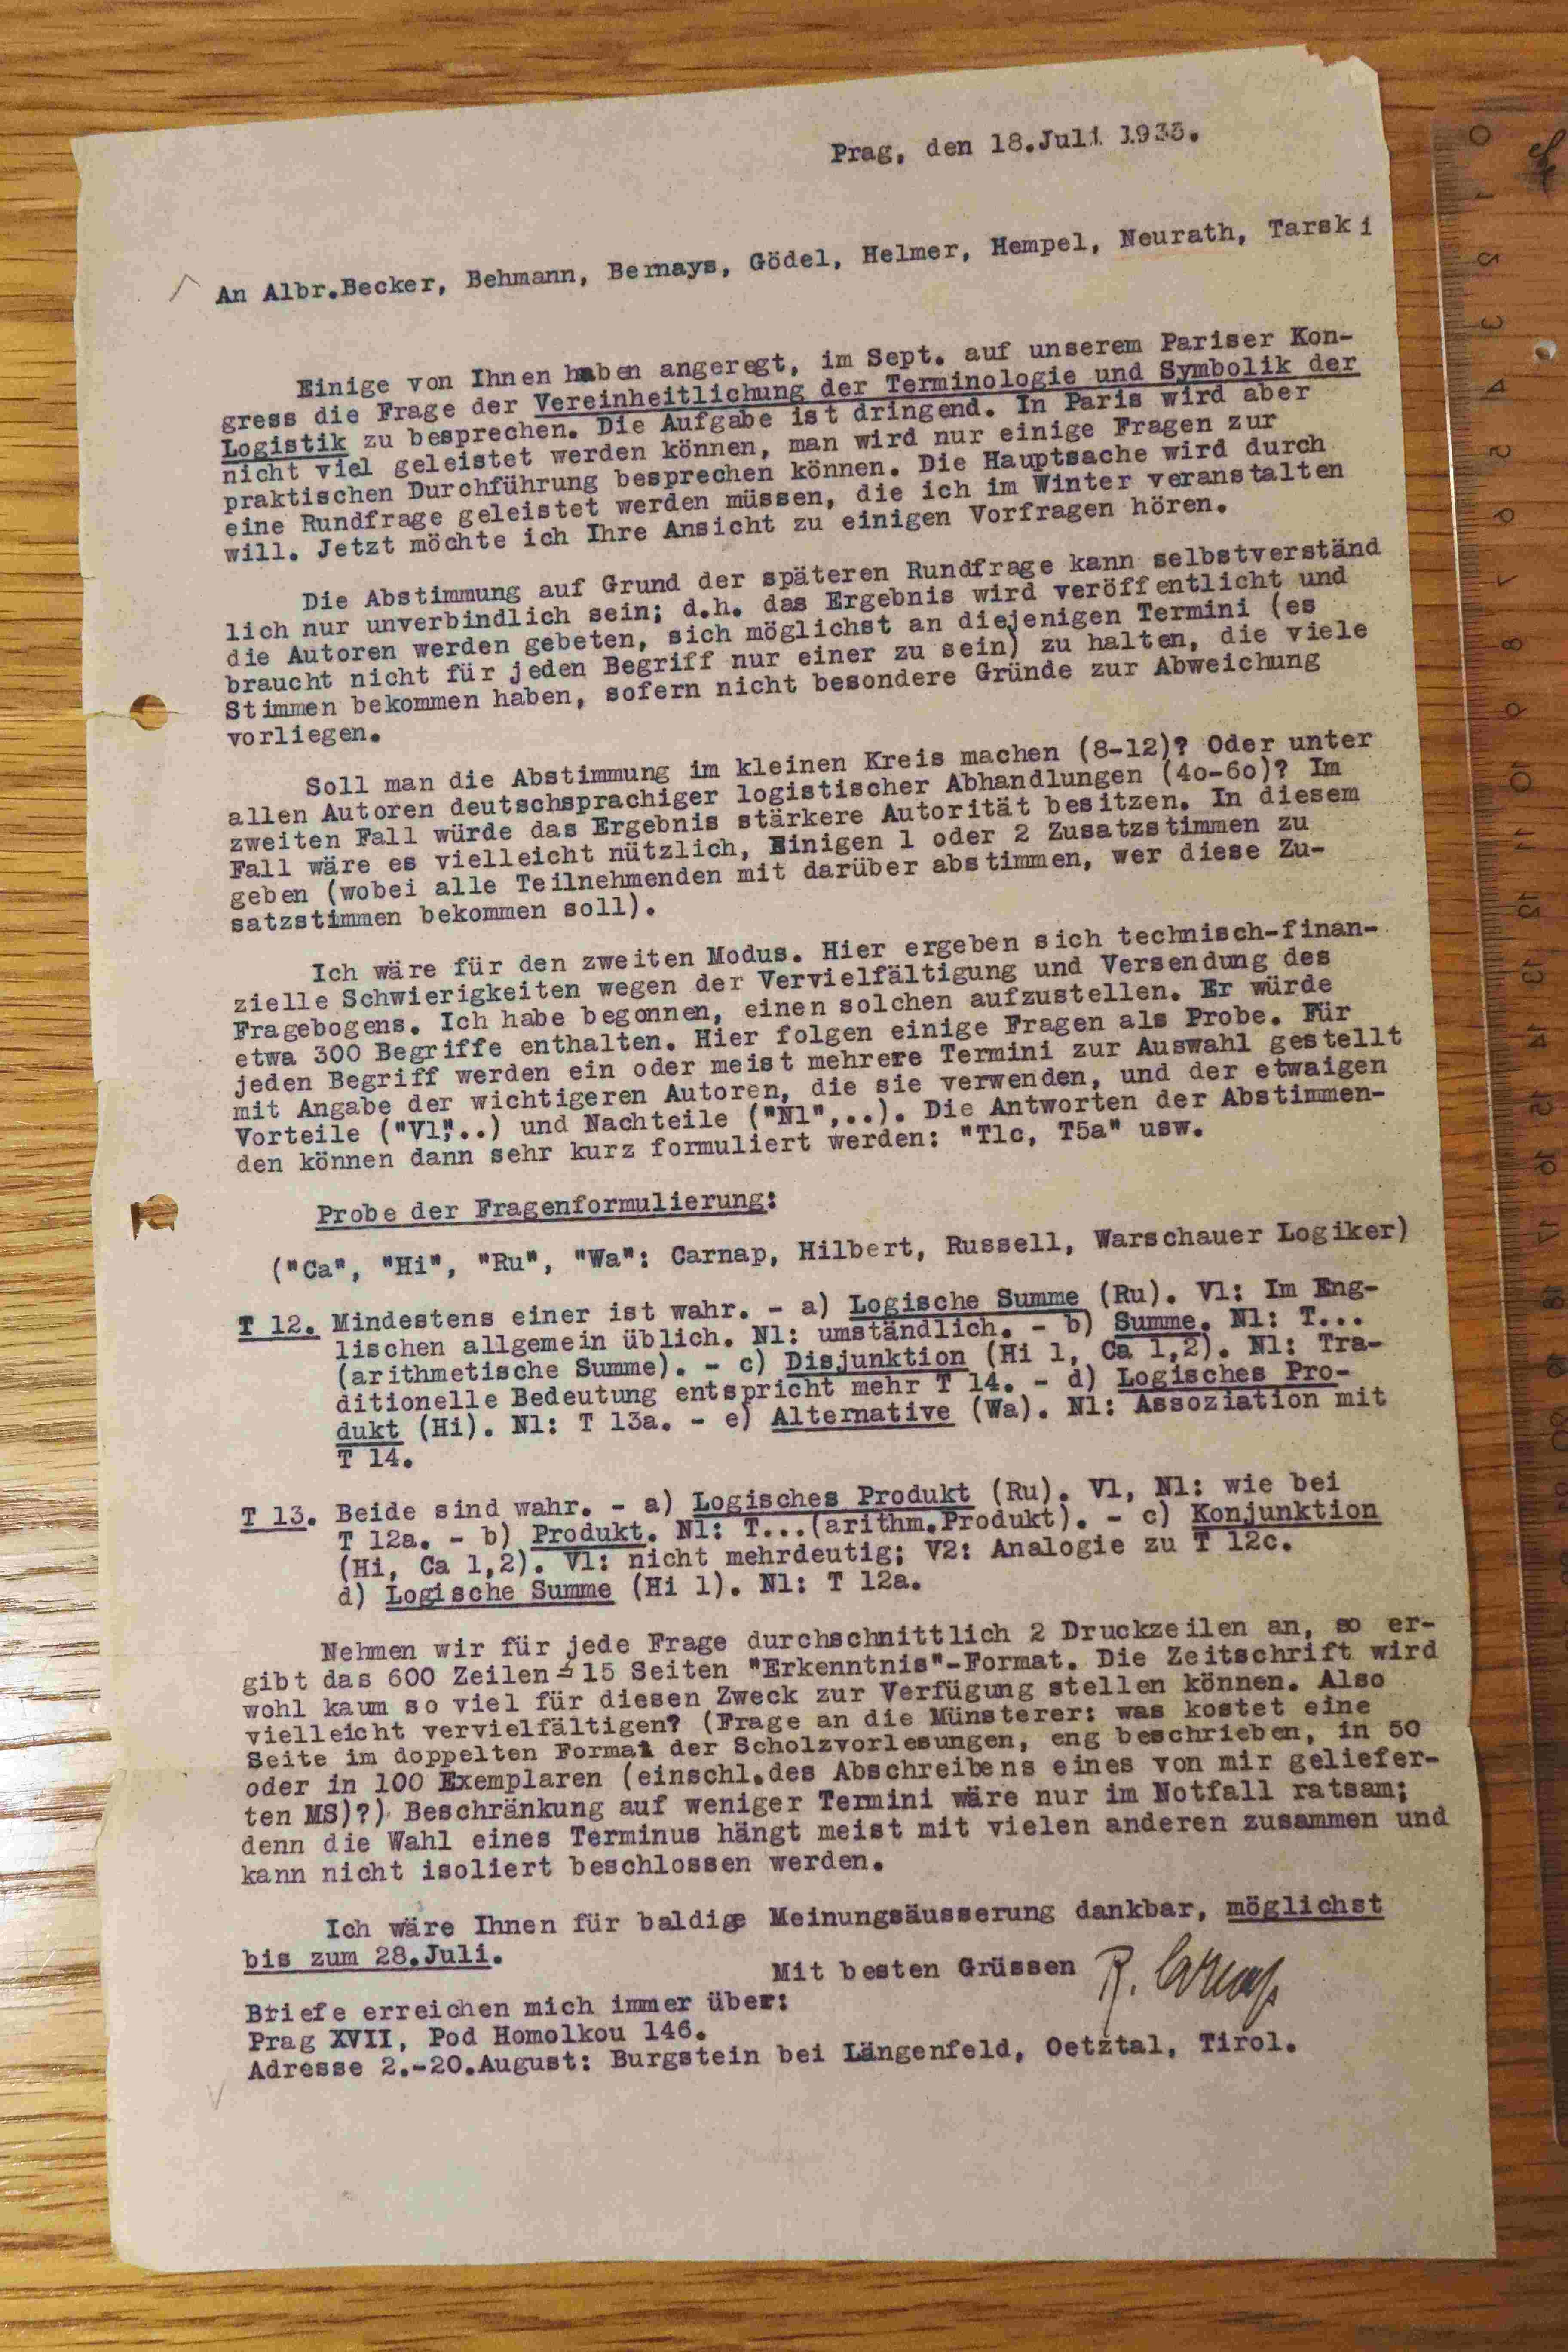 Prag, den 18.Juli 1935.
An Albr.Becker, Behmann, Bernays, Gödel, Helmer, Hempel, Neurath, Tarski
Einige von Ihnen haben angeregt, im Sept. auf unserem Pariser Kon-
gress die Frage der Vereinheitlichung der Terminologie und Symbolik der
Logistik zu besprechen. Die Aufgabe ist dringend. In Paris wird aber
nicht viel geleistet werden können, man wird nur einige Fragen zur
praktischen Durchführung besprechen können. Die Hauptsache wird durch
eine Rundfrage geleistet werden müssen, die ich im Winter veranstalten
will. Jetzt möchte ich Ihre Ansicht zu einigen Vorfragen hören.
Die Abstimmung auf Grund der späteren Rundfrage kann selbstverständ
lich nur unverbindlich sein; d.h. das Ergebnis wird veröffentlicht und
die Autoren werden gebeten, sich möglichst an diejenigen Termini (es
braucht nicht für jeden Begriff nur einer zu sein) zu halten, die viele
Stimmen bekommen haben, sofern nicht besondere Gründe zur Abweichung
vorliegen.
Soll man die Abstimmung im kleinen Kreis machen (8-12)? Oder unter
allen Autoren deutschsprachiger logistischer Abhandlungen (4o-6o)? Im
zweiten Fall würde das Ergebnis stärkere Autorität besitzen. In diesem
Fall wäre es vielleicht nützlich, Einigen 1 oder 2 Zusatzstimmen zu
geben (wobei alle Teilnehmenden mit darüber abstimmen, wer diese Zu-
satzstimmen bekommen soll).
Ich wäre für den zweiten Modus. Hier ergeben sich technisch-finan-
zielle Schwierigkeiten wegen der Vervielfältigung und Versendung des
Fragebogens. Ich habe begonnen, einen solchen aufzustellen. Er würde
etwa 300 Begriffe enthalten. Hier folgen einige Fragen als Probe. Für
jeden Begriff werden ein oder meist mehrere Termini zur Auswahl gestellt
mit Angabe der wichtigeren Autoren, die sie verwenden, und der etwaigen
Vorteile ("V1",..) und Nachteile ("N1",..). Die Antworten der Abstimmen-
den können dann sehr kurz formuliert werden: "T1c, T5a" usw.
Probe der Fragenformulierung:
("Ca", "Hi", "Ru", "Wa": Carnap, Hilbert, Russell, Warschauer Logiker)
T 12. Mindestens einer ist wahr. - a) Logische Summe (Ru). V1: Im Eng-
lischen allgemein üblich. N1: umständlich. - b) Summe. N1: T...
(arithmetische Summe). - c) Disjunktion (Hi 1, Ca 1,2). N1: Tra-
ditionelle Bedeutung entspricht mehr T 14. - d) Logisches Pro-
dukt (Hi). N1: T 13a. - e) Alternative (Wa). N1: Assoziation mit
T 14.
T 13. Beide sind wahr. - a) Logisches Produkt (Ru). V1, N1: wie bei
T 12a. - b) Produkt. N1: T...(arithm.Produkt). - c) Konjunktion
(Hi, Ca 1,2). V1: nicht mehrdeutig; V2: Analogie zu T 12c.
d) Logische Summe (Hi 1). N1: T 12a.
Nehmen wir für jede Frage durchschnittlich 2 Druckzeilen an, so er-
gibt das 600 Zeilen = 15 Seiten "Erkenntnis"-Format. Die Zeitschrift wird
wohl kaum so viel für diesen Zweck zur Verfügung stellen können. Also
vielleicht vervielfältigen? (Frage an die Münsterer: was kostet eine
Seite im doppelten Format der Scholzvorlesungen, eng beschrieben, in 50
oder in 100 Exemplaren (einschl.des Abschreibens eines von mir geliefer-
ten MS)?) Beschränkung auf weniger Termini wäre nur im Notfall ratsam;
denn die Wahl eines Terminus hängt meist mit vielen anderen zusammen und
kann nicht isoliert beschlossen werden.
Ich wäre Ihnen für baldige Meinungsäusserung dankbar, möglichst
bis zum 28.Juli.
Mit besten Grüssen R. Carnap
Briefe erreichen mich immer über:
Prag XVII, Pod Homolkou 146.
Adresse 2.-20.August: Burgstein bei Längenfeld, Oetztal, Tirol.
0
1
2
3
4
5
6
7
8
9
10
11
12
13
14
15
16
17
18
19
20